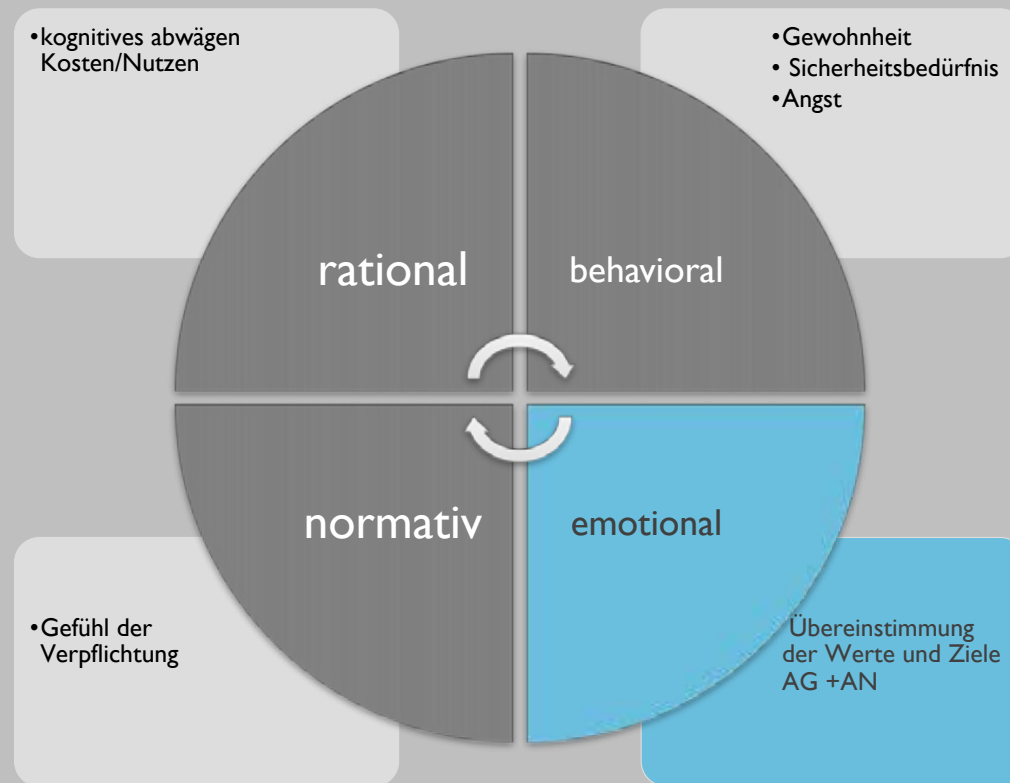 •kognitives abwägen
Kosten/Nutzen
•Gewohnheit
• Sicherheitsbedürfnis
•Angst
rational
behavioral
normativ
emotional
•Gefühl der
Verpflichtung
Übereinstimmung
der Werte und Ziele
AG +AN